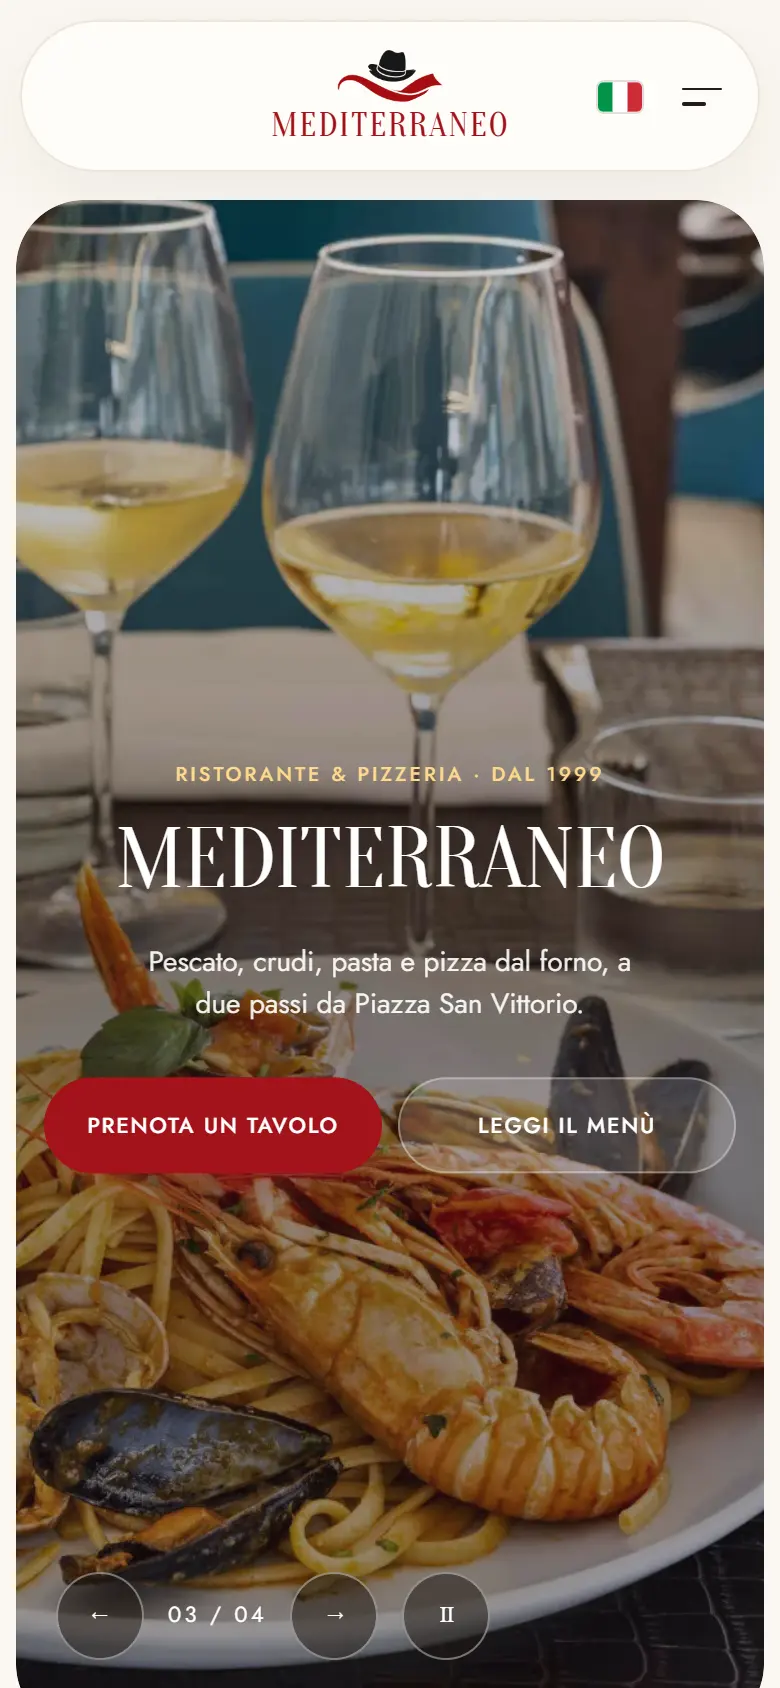 MEDITERRANEO
RISTORANTE & PIZZERIA · DAL 1999
MEDITERRANEO
Pescato, crudi, pasta e pizza dal forno, a
due passi da Piazza San Vittorio.
PRENOTA UN TAVOLO
LEGGI IL MENÙ
← 03 / 04 →